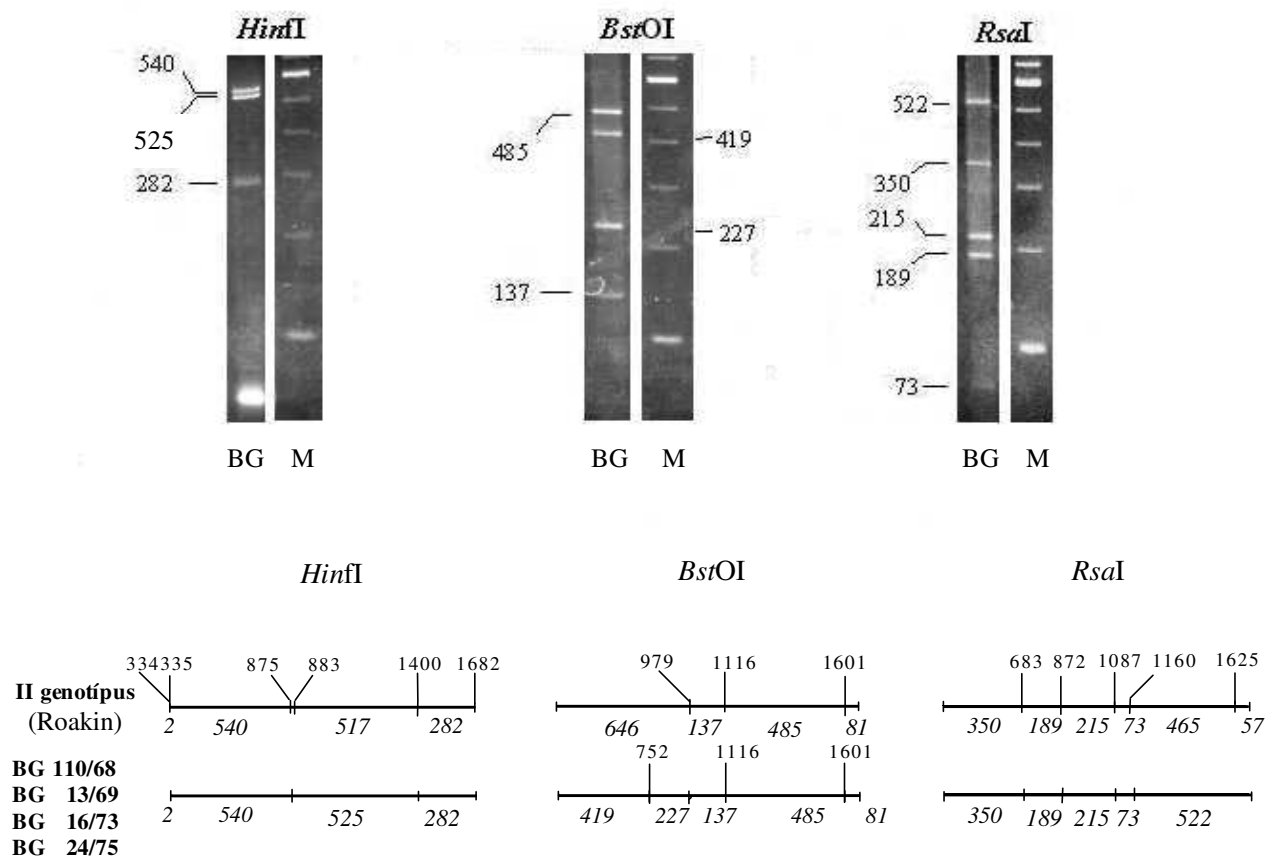 HinfI BstOI RsaI
540
525
282
485
419
227
137
522
350
215
189
73
BG M BG M BG M
HinfI BstOI RsaI
334335 875 883 1400 1682 979 1116 1601 683 872 1087 1160 1625
II genotípus
(Roakin)
2 540 517 282 646 137 485 81 350 189 215 73 465 57
752 1116 1601
BG 110/68
BG 13/69
BG 16/73
BG 24/75
2 540 525 282 419 227 137 485 81 350 189 215 73 522